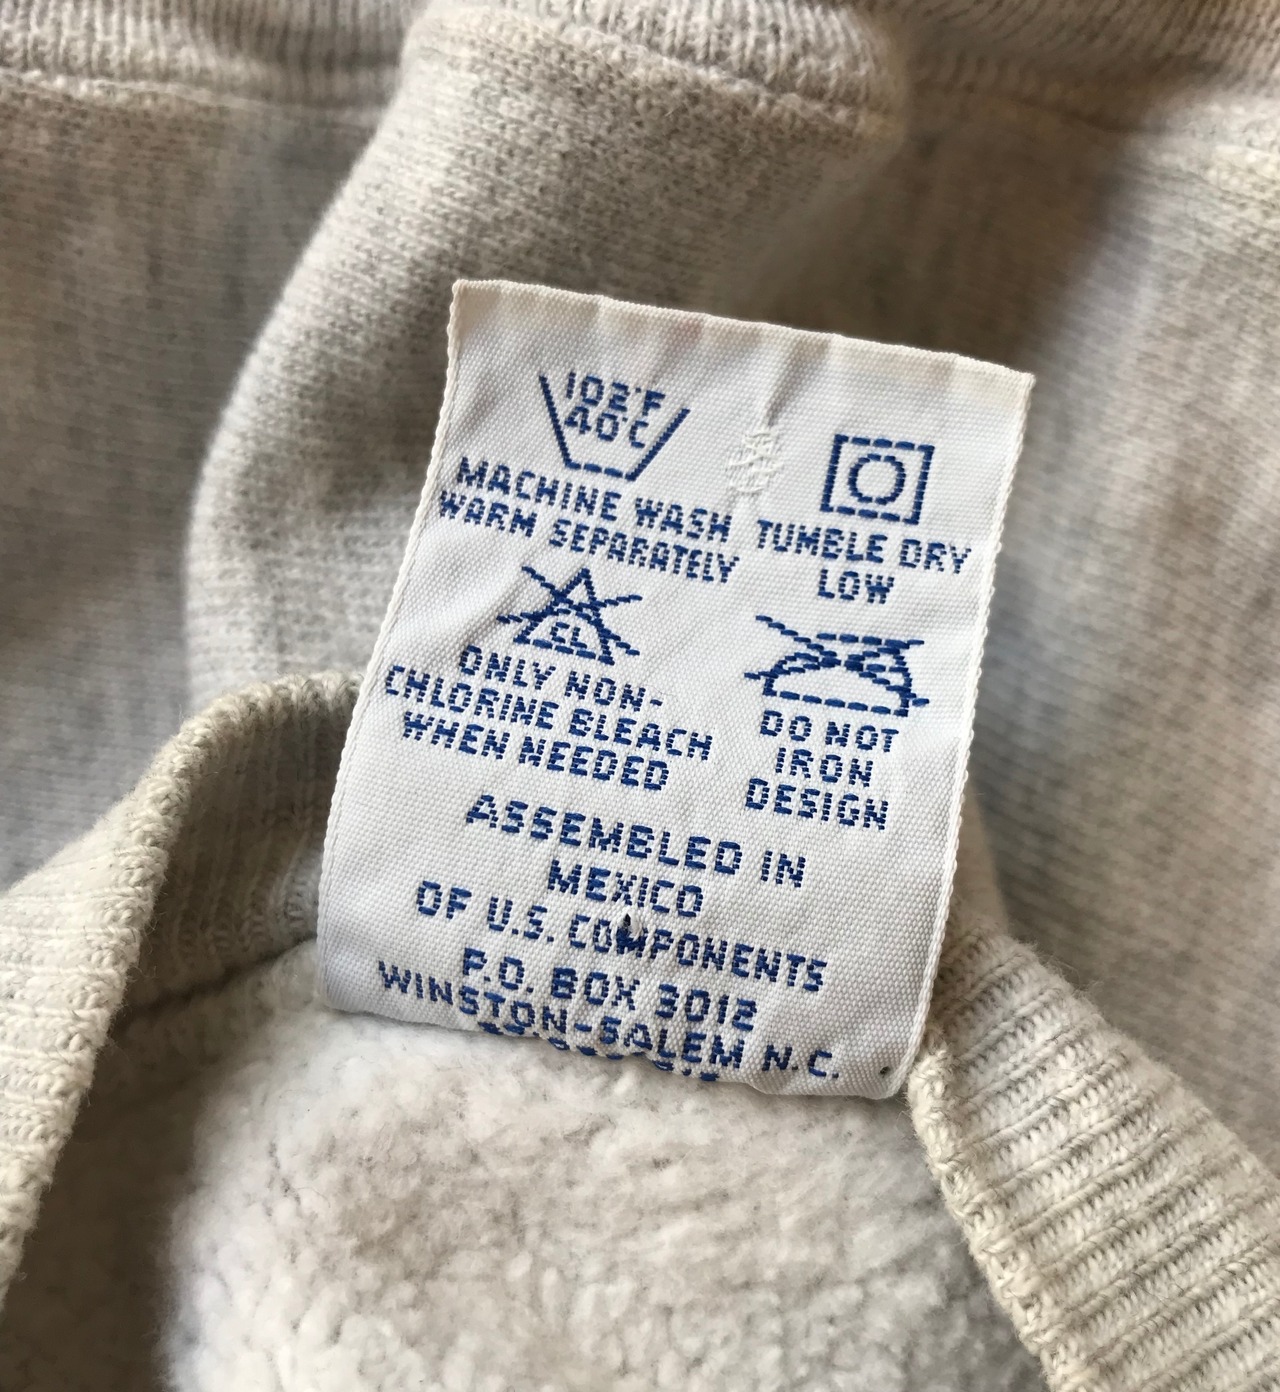 102°F
40°C
MACHINE WASH
WARM SEPARATELY
TUMBLE DRY
LOW
CL
ONLY NON-
CHLORINE BLEACH
WHEN NEEDED
DO NOT
IRON
DESIGN
ASSEMBLED IN
MEXICO
OF U.S. COMPONENTS
P.O. BOX 3012
WINSTON-SALEM N.C.